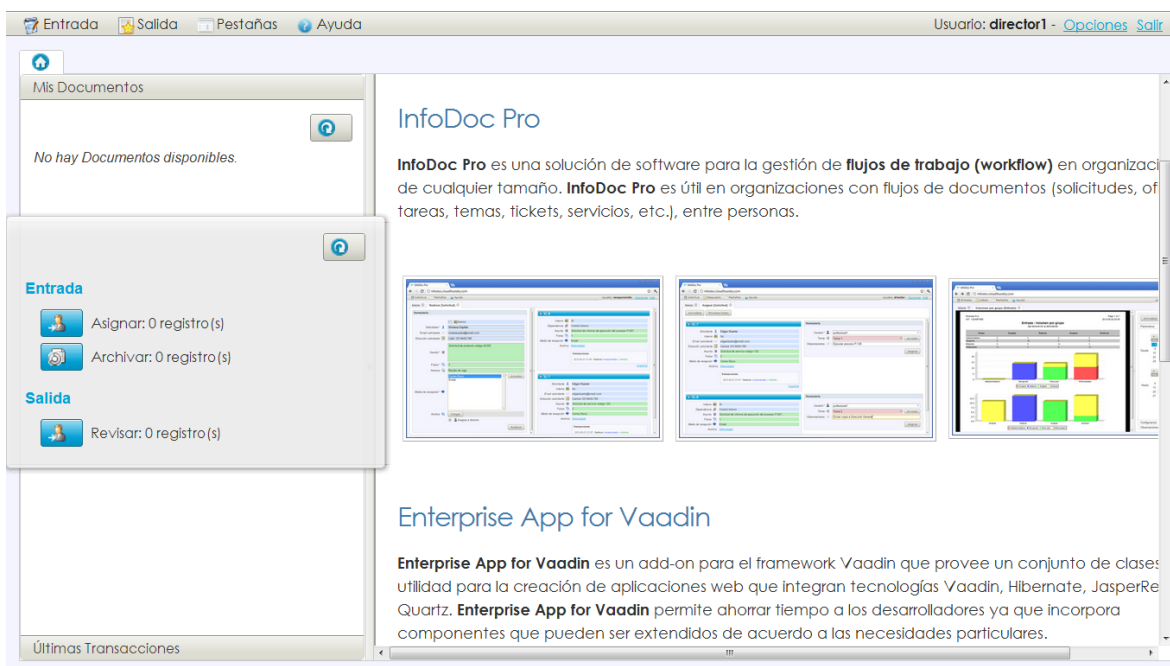 Entrada Salida Pestañas Ayuda Usuario: director1 - Opciones Salir
Mis Documentos
No hay Documentos disponibles.
Entrada
Asignar: 0 registro(s)
Archivar: 0 registro(s)
Salida
Revisar: 0 registro(s)
Últimas Transacciones
InfoDoc Pro
InfoDoc Pro es una solución de software para la gestión de flujos de trabajo (workflow) en organizaci
de cualquier tamaño. InfoDoc Pro es útil en organizaciones con flujos de documentos (solicitudes, of
tareas, temas, tickets, servicios, etc.), entre personas.
Enterprise App for Vaadin
Enterprise App for Vaadin es un add-on para el framework Vaadin que provee un conjunto de clases
utilidad para la creación de aplicaciones web que integran tecnologías Vaadin, Hibernate, JasperRe
Quartz. Enterprise App for Vaadin permite ahorrar tiempo a los desarrolladores ya que incorpora
componentes que pueden ser extendidos de acuerdo a las necesidades particulares.